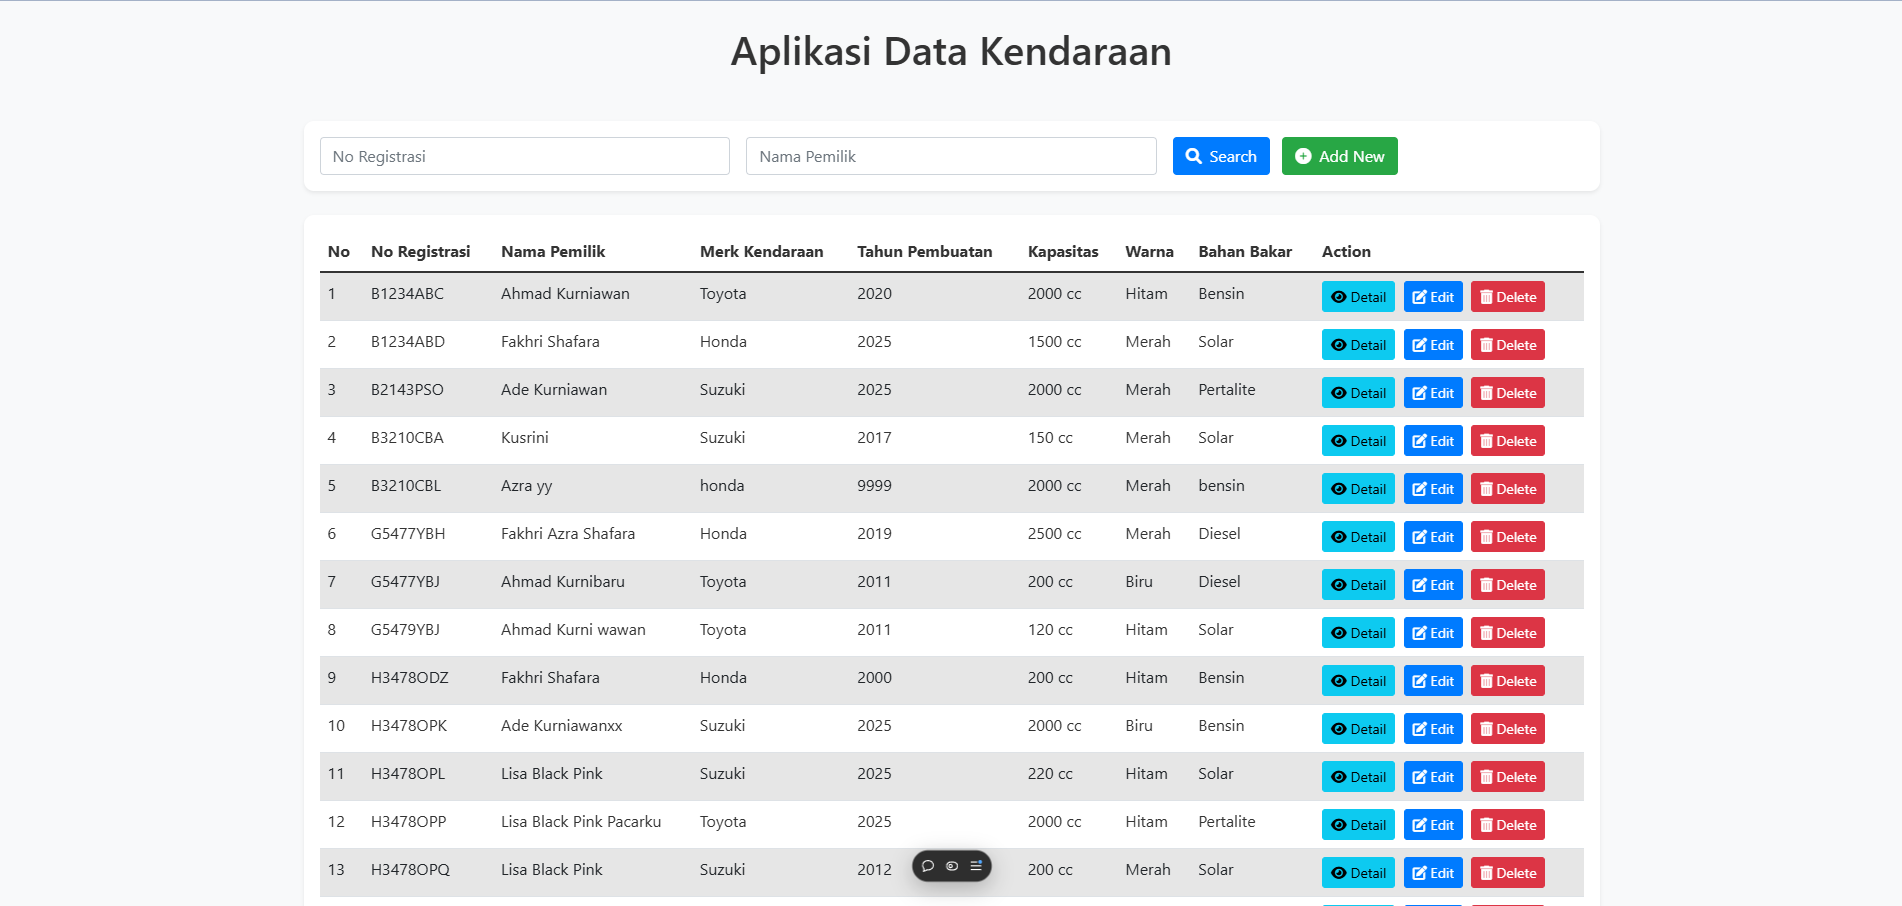 Aplikasi Data Kendaraan
No Registrasi Nama Pemilik Search Add New
No No Registrasi Nama Pemilik Merk Kendaraan Tahun Pembuatan Kapasitas Warna Bahan Bakar Action
1 B1234ABC Ahmad Kurniawan Toyota 2020 2000 cc Hitam Bensin Detail Edit Delete
2 B1234ABD Fakhri Shafara Honda 2025 1500 cc Merah Solar Detail Edit Delete
3 B2143PSO Ade Kurniawan Suzuki 2025 2000 cc Merah Pertalite Detail Edit Delete
4 B3210CBA Kusrini Suzuki 2017 150 cc Merah Solar Detail Edit Delete
5 B3210CBL Azra yy honda 9999 2000 cc Merah bensin Detail Edit Delete
6 G5477YBH Fakhri Azra Shafara Honda 2019 2500 cc Merah Diesel Detail Edit Delete
7 G5477YBJ Ahmad Kurnibaru Toyota 2011 200 cc Biru Diesel Detail Edit Delete
8 G5479YBJ Ahmad Kurni wawan Toyota 2011 120 cc Hitam Solar Detail Edit Delete
9 H3478ODZ Fakhri Shafara Honda 2000 200 cc Hitam Bensin Detail Edit Delete
10 H3478OPK Ade Kurniawanxx Suzuki 2025 2000 cc Biru Bensin Detail Edit Delete
11 H3478OPL Lisa Black Pink Suzuki 2025 220 cc Hitam Solar Detail Edit Delete
12 H3478OPP Lisa Black Pink Pacarku Toyota 2025 2000 cc Hitam Pertalite Detail Edit Delete
13 H3478OPQ Lisa Black Pink Suzuki 2012 200 cc Merah Solar Detail Edit Delete